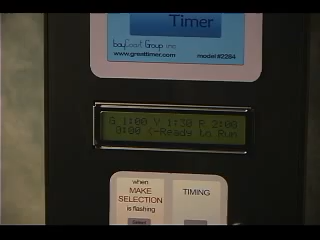 Timer
bayCoast Group inc.
www.greattimer.com model#2284
G 1:00 Y 1:30 R 2:00
0:00 <-Ready to Run
when
MAKE
SELECTION
is flashing
TIMING